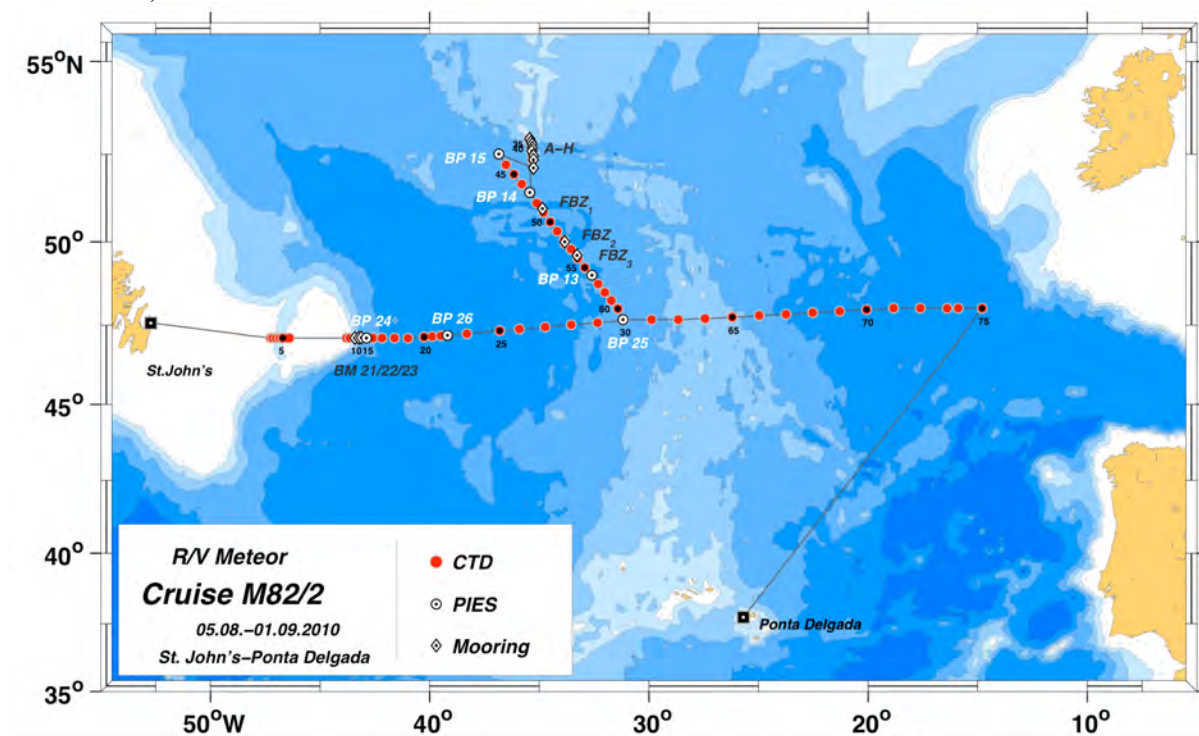 55°N
50°
45°
40°
35°
50°W
40°
30°
20°
10°
A-H
35
40
BP 15
45
BP 14
FBZ1
50
FBZ2
FBZ3
55
BP 13
60
BP 24
BP 26
5
10 15
20
25
30
65
70
75
BP 25
St.John's
BM 21/22/23
Ponta Delgada
R/V Meteor
Cruise M82/2
05.08.–01.09.2010
St. John's–Ponta Delgada
CTD
PIES
Mooring